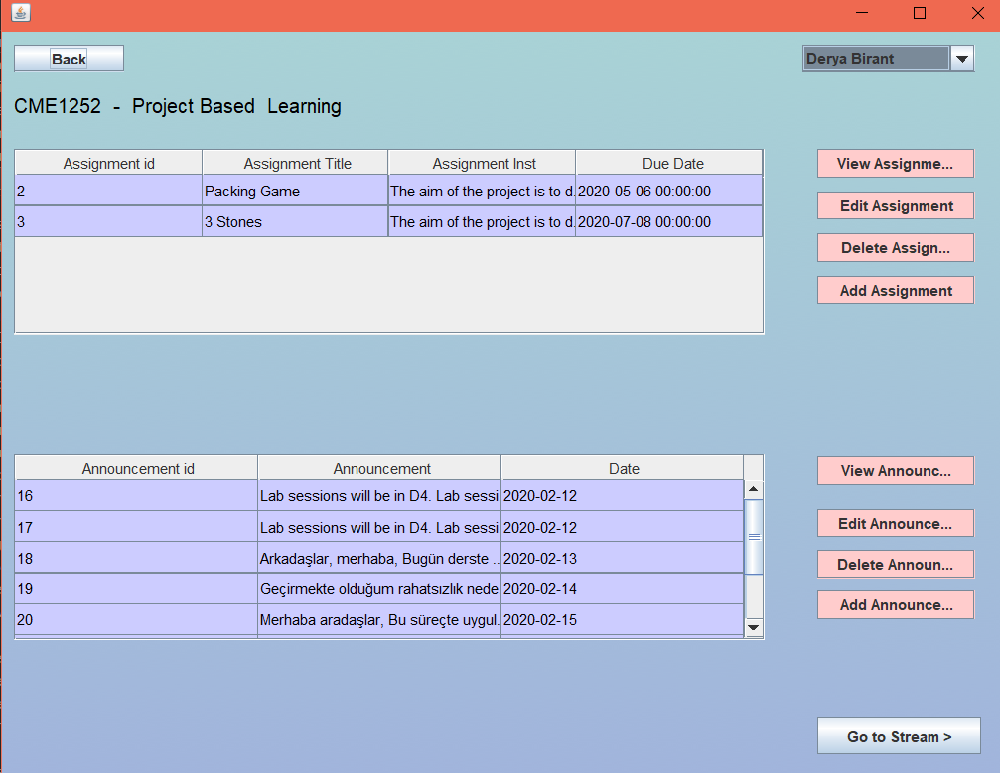 Back
Derya Birant
CME1252 - Project Based Learning
Assignment id Assignment Title Assignment Inst Due Date
2 Packing Game The aim of the project is to d. 2020-05-06 00:00:00
3 3 Stones The aim of the project is to d. 2020-07-08 00:00:00
View Assignme...
Edit Assignment
Delete Assign...
Add Assignment
Announcement id Announcement Date
16 Lab sessions will be in D4. Lab sessi. 2020-02-12
17 Lab sessions will be in D4. Lab sessi. 2020-02-12
18 Arkadaşlar, merhaba, Bugün derste .. 2020-02-13
19 Geçirmekte olduğum rahatsızlık nede. 2020-02-14
20 Merhaba aradaşlar, Bu süreçte uygul. 2020-02-15
View Announc...
Edit Announce...
Delete Announ...
Add Announce...
Go to Stream >